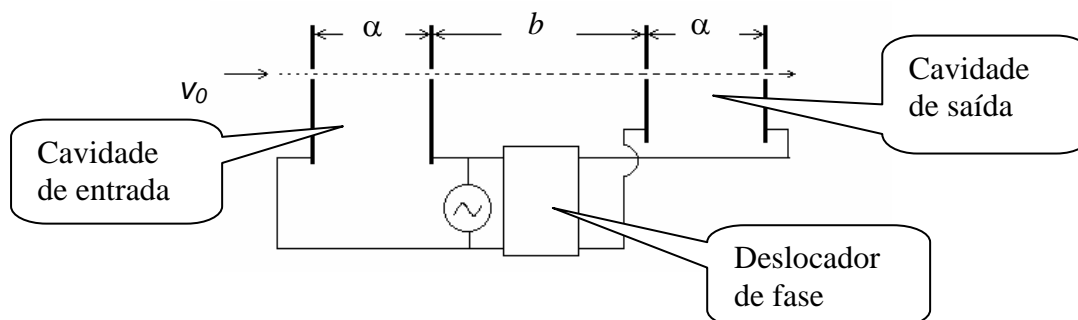 α
b
α
v0
Cavidade
de saída
Cavidade
de entrada
Deslocador
de fase